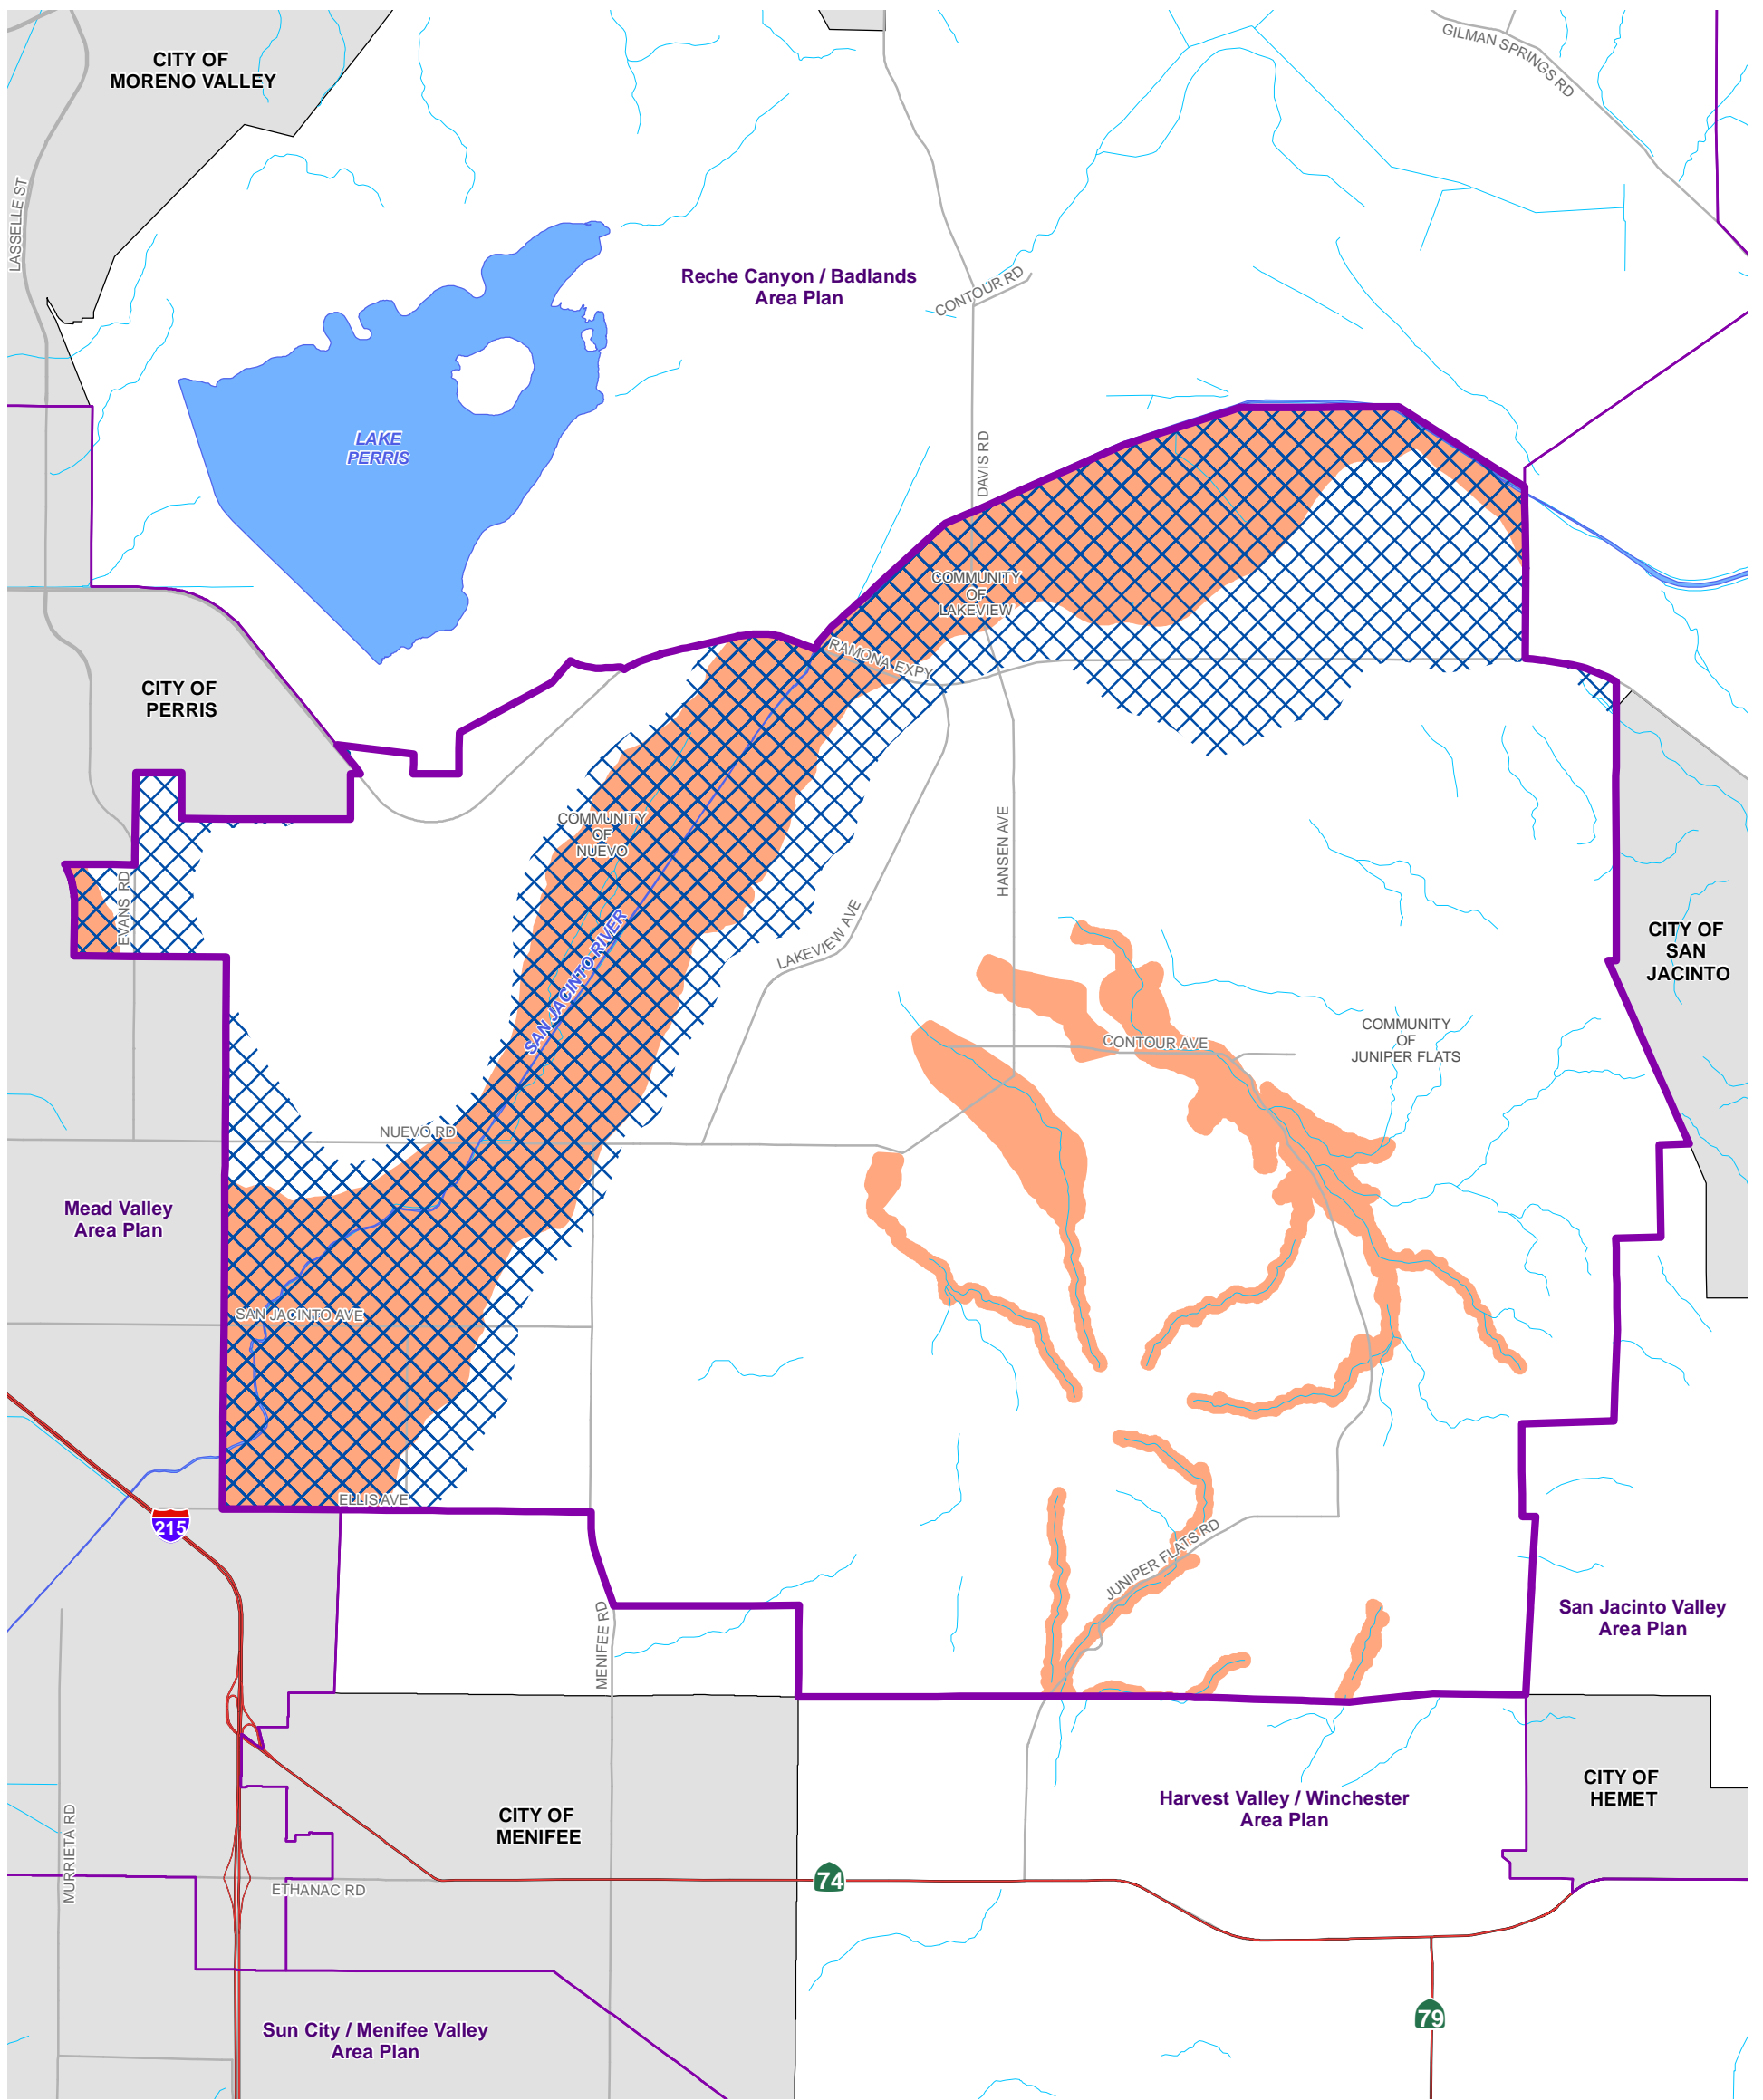 GILMAN SPRINGS RD
CITY OF
MORENO VALLEY
LASSELLE ST
Reche Canyon / Badlands
Area Plan
CONTOUR RD
LAKE
PERRIS
DAVIS RD
COMMUNITY
OF
LAKEVIEW
RAMONA EXPY
CITY OF
PERRIS
COMMUNITY
OF
NUEVO
HANSEN AVE
EVANS RD
LAKEVIEW AVE
SAN JACINTO RIVER
CITY OF
SAN
JACINTO
COMMUNITY
OF
JUNIPER FLATS
CONTOUR AVE
NUEVO RD
Mead Valley
Area Plan
SAN JACINTO AVE
ELLIS AVE
215
JUNIPER FLATS RD
San Jacinto Valley
Area Plan
MENIFEE RD
CITY OF
HEMET
Harvest Valley / Winchester
Area Plan
CITY OF
MENIFEE
MURRIETA RD
74
ETHANAC RD
79
Sun City / Menifee Valley
Area Plan